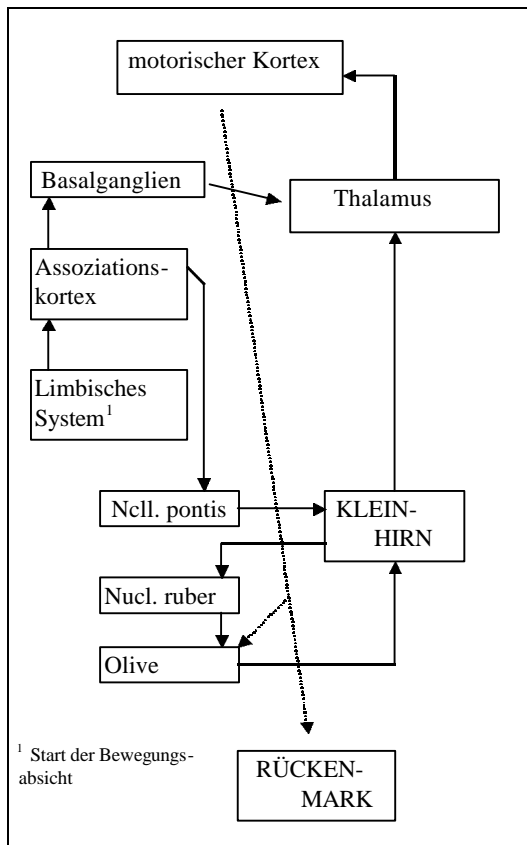 motorischer Kortex
Basalganglien
Thalamus
Assoziations-
kortex
Limbisches
System¹
Ncll. pontis
KLEIN-
HIRN
Nucl. ruber
Olive
¹ Start der Bewegungs-
absicht
RÜCKEN-
MARK